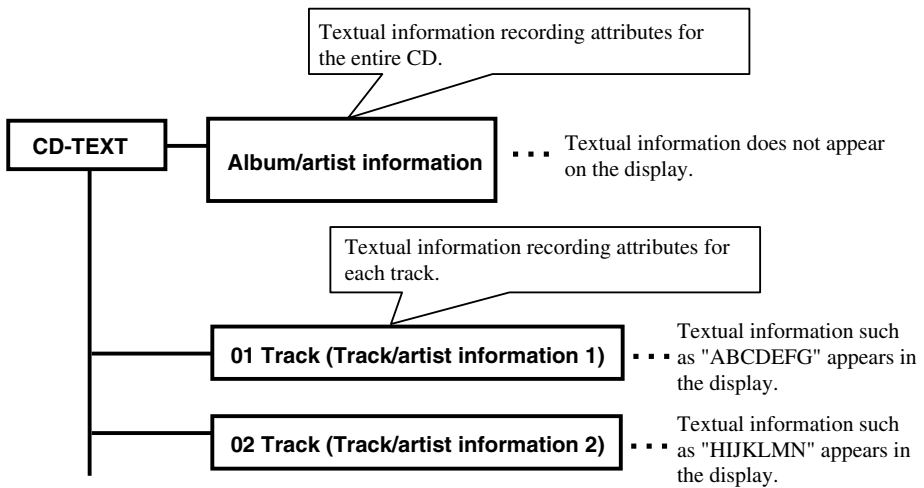 Textual information recording attributes for
the entire CD.
CD-TEXT
Album/artist information
Textual information does not appear
on the display.
Textual information recording attributes for
each track.
01 Track (Track/artist information 1)
Textual information such
as "ABCDEFG" appears in
the display.
02 Track (Track/artist information 2)
Textual information such
as "HIJKLMN" appears in
the display.